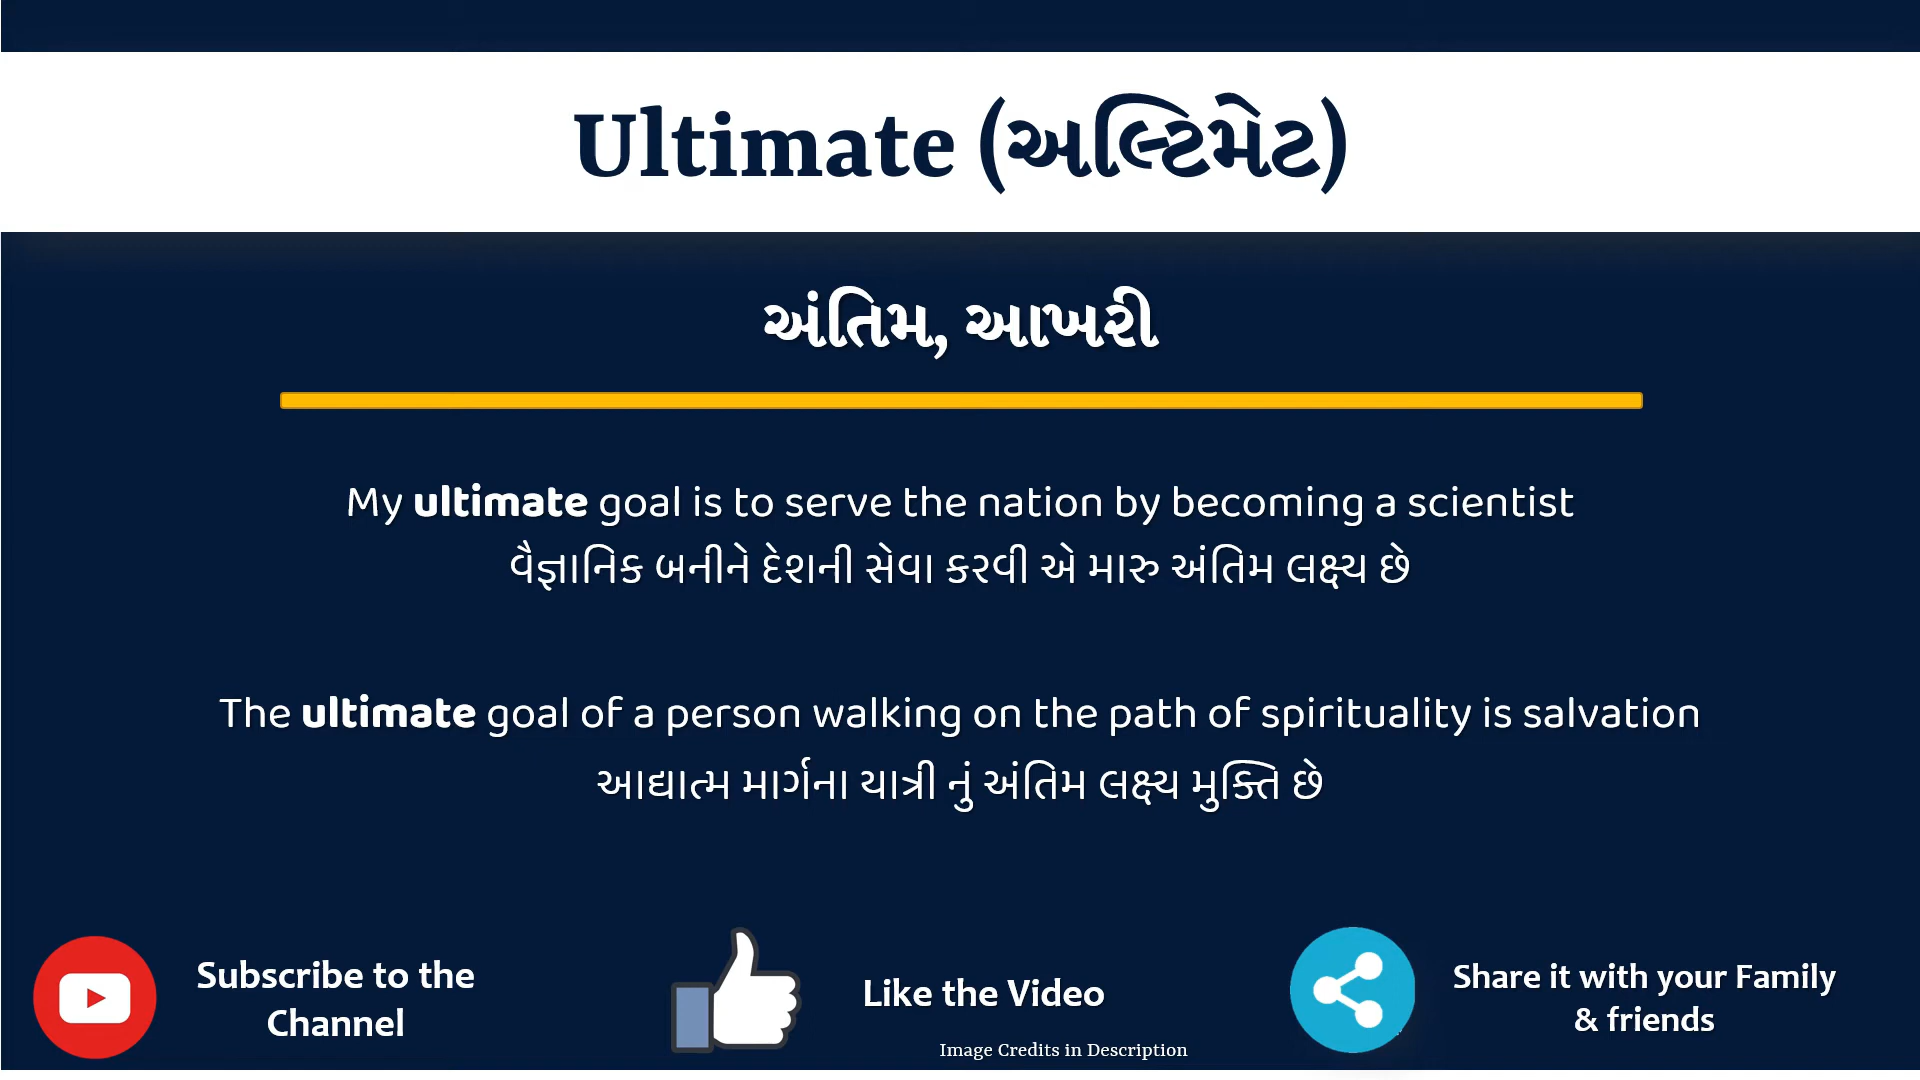 Ultimate (અલ્ટિમેટ)
અંતિમ, આખરી
My ultimate goal is to serve the nation by becoming a scientist
વૈજ્ઞાનિક બનીને દેશની સેવા કરવી એ મારુ અંતિમ લક્ષ્ય છે
The ultimate goal of a person walking on the path of spirituality is salvation
આદ્યાત્મ માર્ગના યાત્રી નું અંતિમ લક્ષ્ય મુક્તિ છે
Subscribe to the
Channel
Like the Video
Share it with your Family
& friends
Image Credits in Description